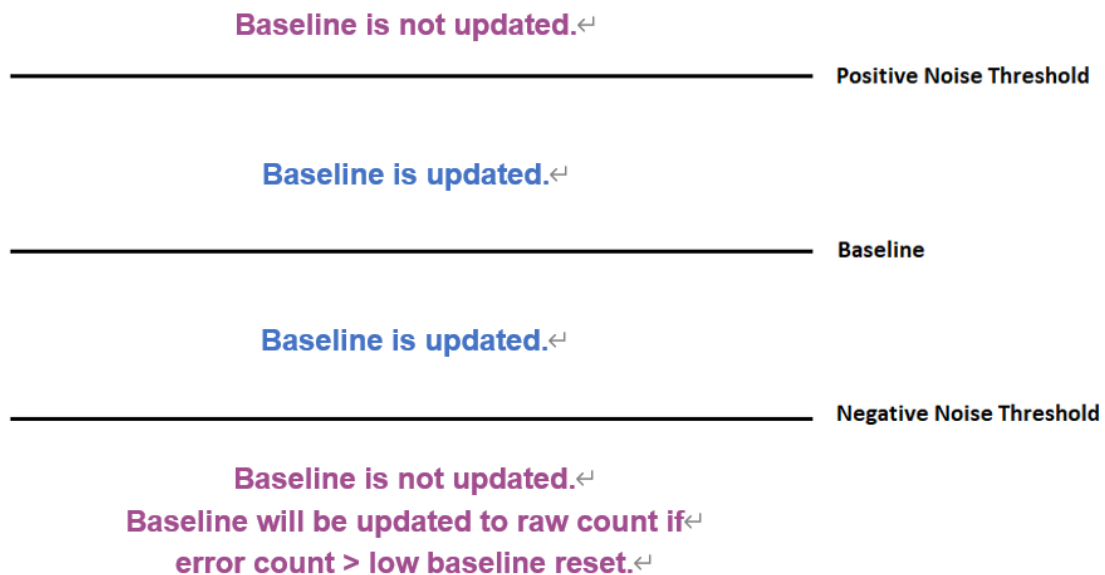 Baseline is not updated.↵
Positive Noise Threshold
Baseline is updated.↵
Baseline
Baseline is updated.↵
Negative Noise Threshold
Baseline is not updated.↵
Baseline will be updated to raw count if↵
error count > low baseline reset.↵